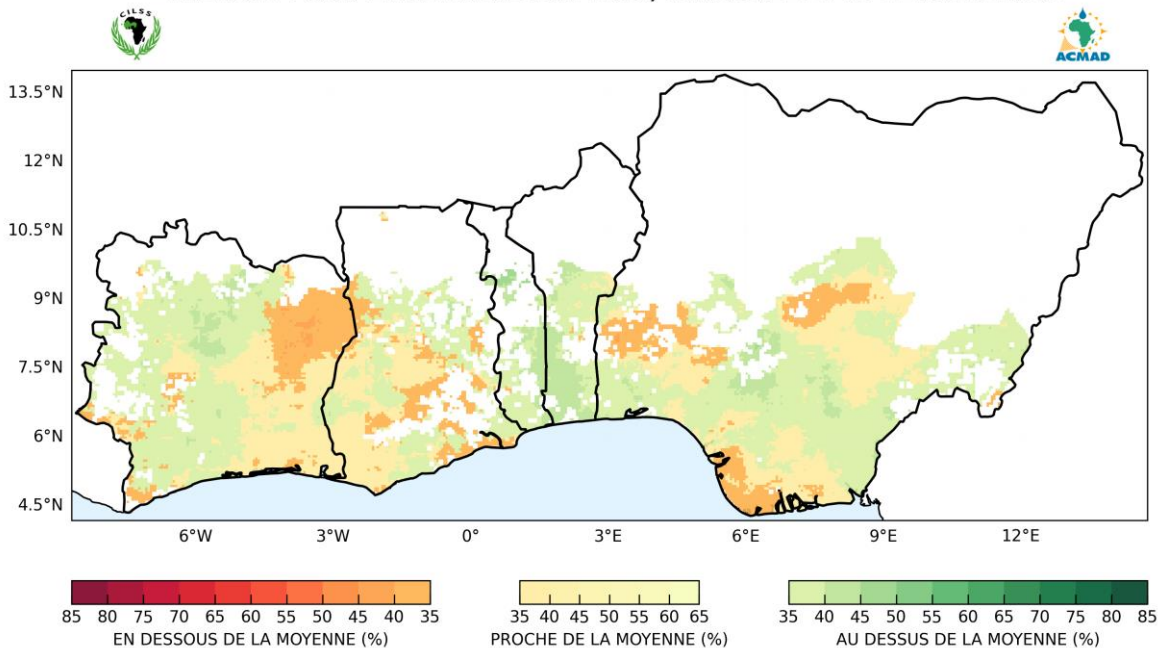 CILSS
ACMAD
13.5°N
12°N
10.5°N
9°N
7.5°N
6°N
4.5°N
6°W 3°W 0° 3°E 6°E 9°E 12°E
85 80 75 70 65 60 55 50 45 40 35 35 40 45 50 55 60 65 35 40 45 50 55 60 65 70 75 80 85
EN DESSOUS DE LA MOYENNE (%) PROCHE DE LA MOYENNE (%) AU DESSUS DE LA MOYENNE (%)